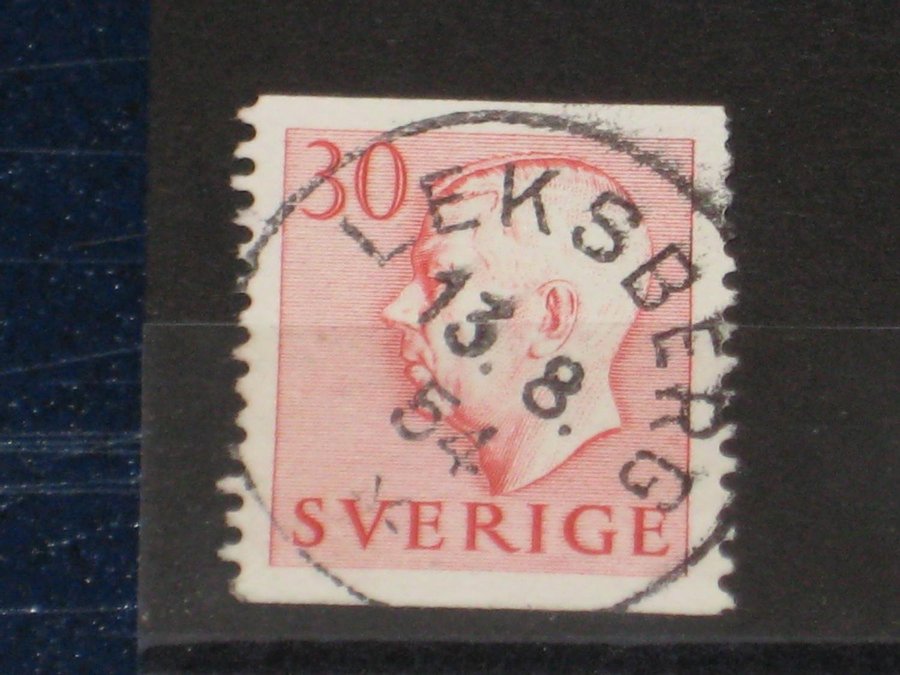 30
LEKSBERG
13.8.
54
SVERIGE